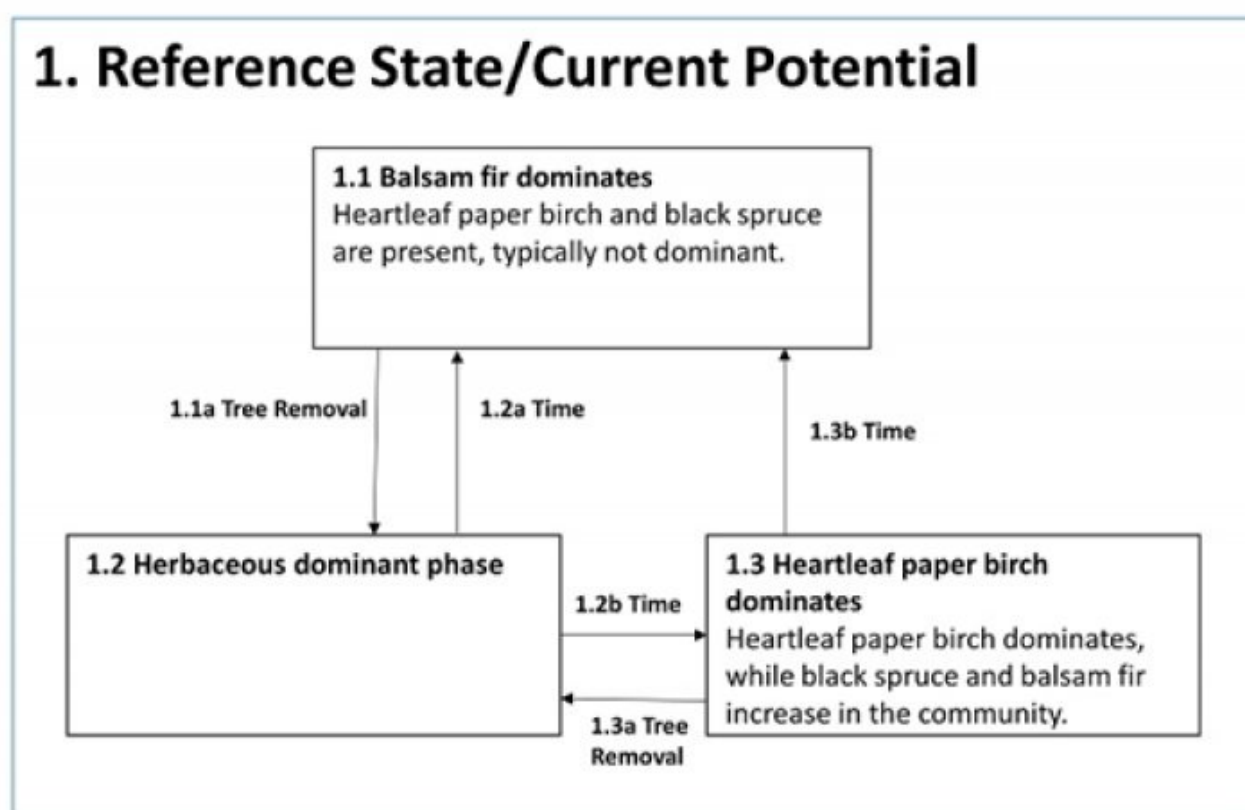 1. Reference State/Current Potential
1.1 Balsam fir dominates
Heartleaf paper birch and black spruce
are present, typically not dominant.
1.1a Tree Removal
1.2a Time
1.3b Time
1.2 Herbaceous dominant phase
1.2b Time
1.3a Tree
Removal
1.3 Heartleaf paper birch
dominates
Heartleaf paper birch dominates,
while black spruce and balsam fir
increase in the community.